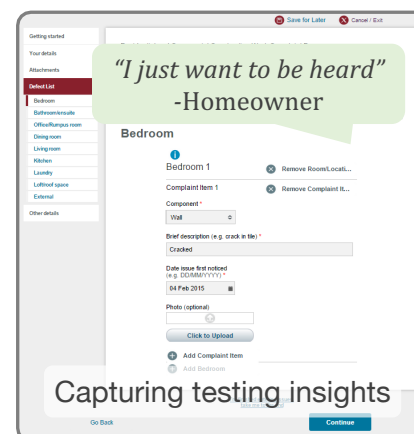 Save for Later
Cancel / Exit
Getting started
Your details
Attachments
Defect List
Bedroom
Bathroom/ensuite
Office/Rumpus room
Dining room
Living room
Kitchen
Laundry
Loft/roof space
External
Other details
“I just want to be heard”
-Homeowner
Bedroom
Bedroom 1
Remove Room/Locati...
Complaint Item 1
Remove Complaint It...
Component *
Wall
Brief description (e.g. crack in tile) *
Cracked
Date issue first noticed
(e.g. DD/MM/YYYY) *
04 Feb 2015
Photo (optional)
Click to Upload
Add Complaint Item
Add Bedroom
Capturing testing insights
Go Back
Continue